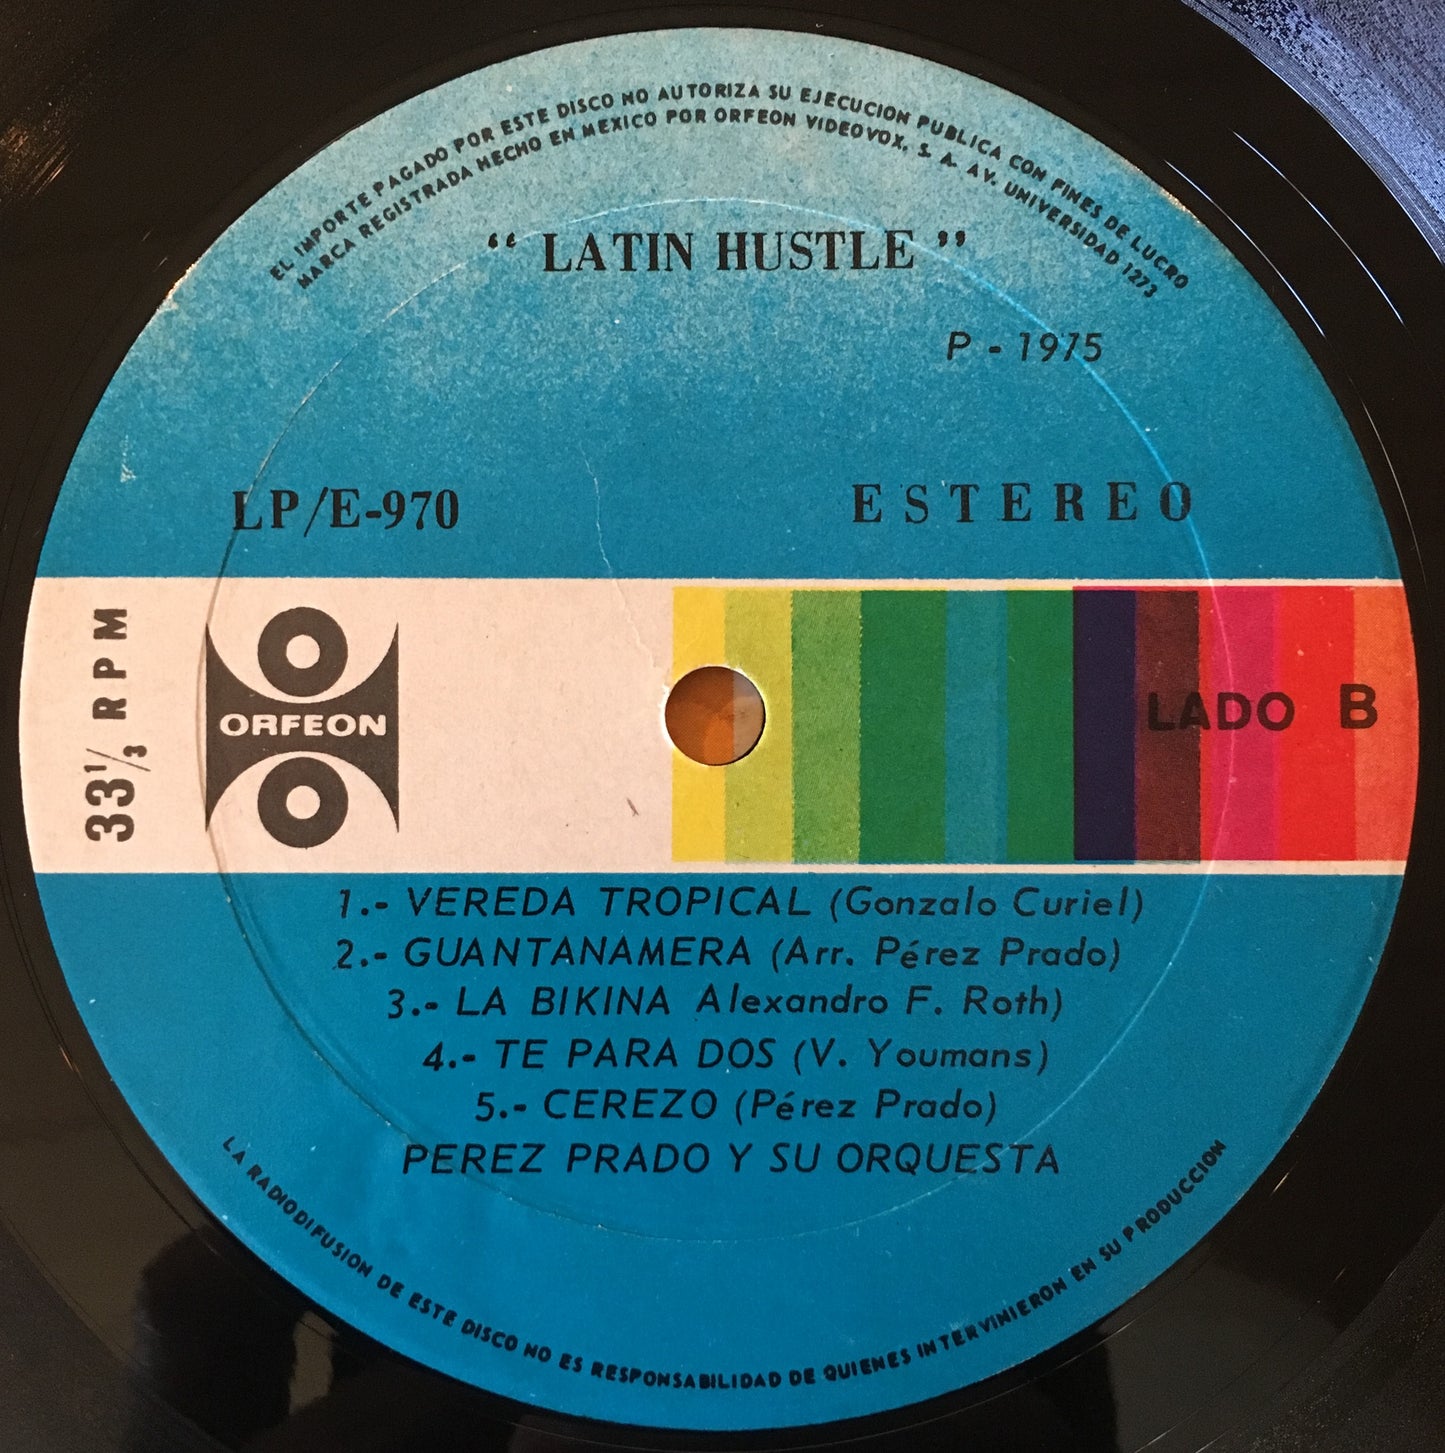 EL IMPORTE PAGADO POR ESTE DISCO NO AUTORIZA SU EJECUCION PUBLICA CON FINES DE LUCRO
MARCA REGISTRADA HECHO EN MEXICO POR ORFEON VIDEOVOX, S. A. AV. UNIVERSIDAD 1273
“ LATIN HUSTLE ”
P - 1975
LP/E-970
ESTEREO
33 1/3 RPM
ORFEON
LADO B
1.- VEREDA TROPICAL (Gonzalo Curiel)
2.- GUANTANAMERA (Arr. Pérez Prado)
3.- LA BIKINA Alexandro F. Roth)
4.- TE PARA DOS (V. Youmans)
5.- CEREZO (Pérez Prado)
PEREZ PRADO Y SU ORQUESTA
LA RADIODIFUSION DE ESTE DISCO NO ES RESPONSABILIDAD DE QUIENES INTERVINIERON EN SU PRODUCCION